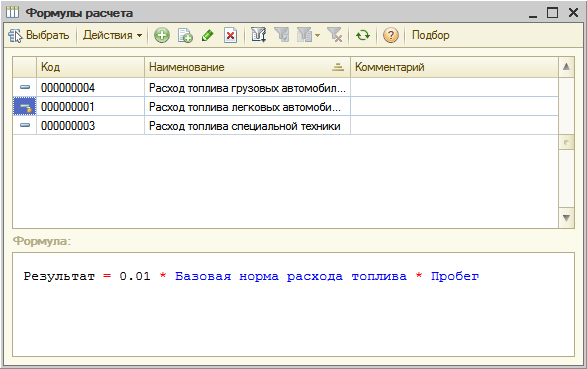 Формулы расчета
Выбрать Действия Подбор
Код Наименование Комментарий
000000004 Расход топлива грузовых автомобил...
000000001 Расход топлива легковых автомоби...
000000003 Расход топлива специальной техники
Формула:
Результат = 0.01 * Базовая норма расхода топлива * Пробег